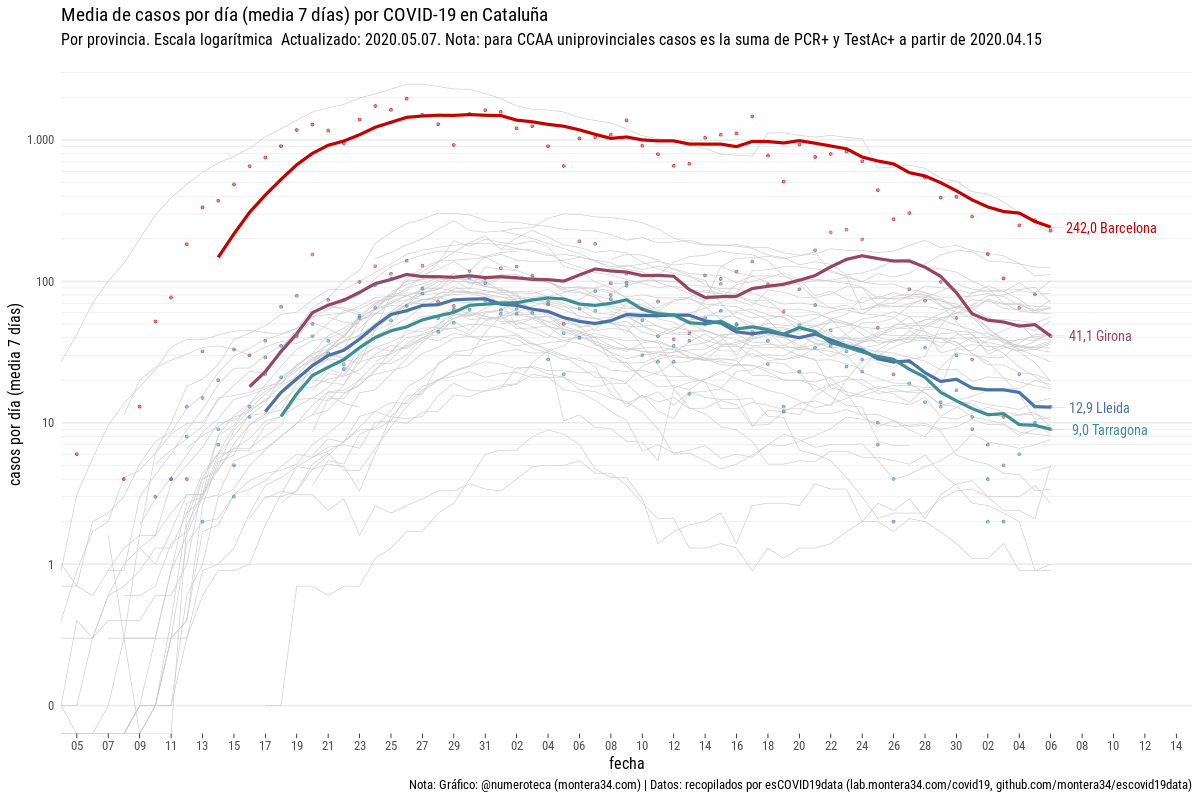 Media de casos por día (media 7 días) por COVID-19 en Cataluña
Por provincia. Escala logarítmica  Actualizado: 2020.05.07. Nota: para CCAA uniprovinciales casos es la suma de PCR+ y TestAc+ a partir de 2020.04.15
casos por día (media 7 días)
1.000
100
10
1
0
242,0 Barcelona
41,1 Girona
12,9 Lleida
9,0 Tarragona
05 07 09 11 13 15 17 19 21 23 25 27 29 31 02 04 06 08 10 12 14 16 18 20 22 24 26 28 30 02 04 06 08 10 12 14
fecha
Nota: Gráfico: @numeroteca (montera34.com) | Datos: recopilados por esCOVID19data (lab.montera34.com/covid19, github.com/montera34/escovid19data)